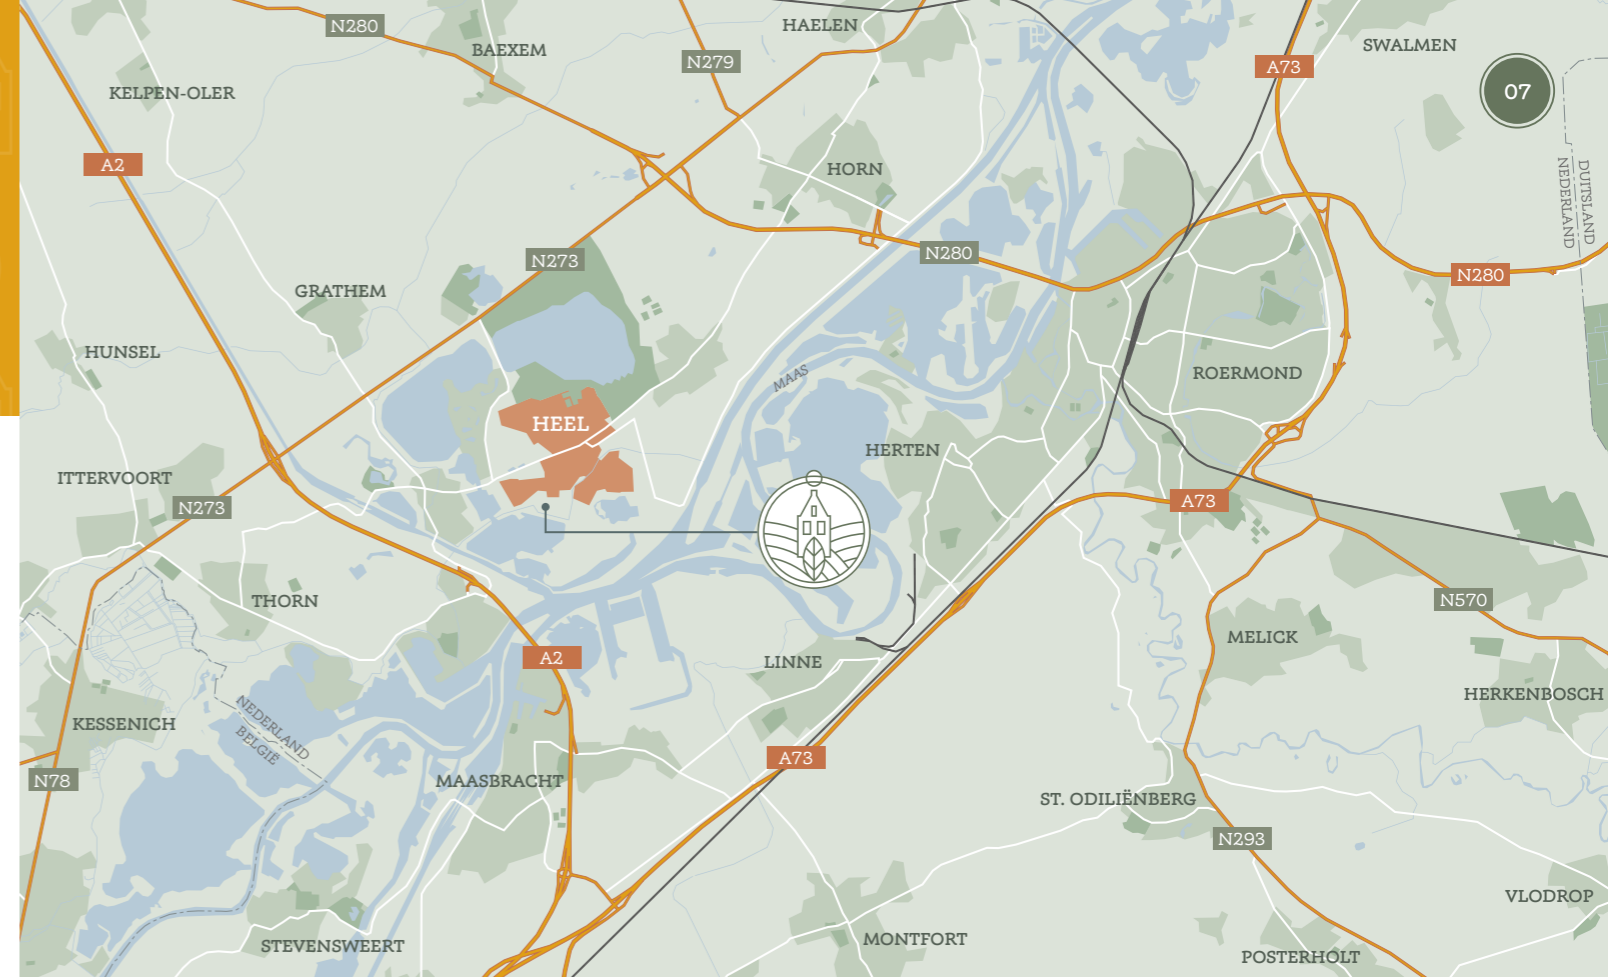 N280
HAELEN
SWALMEN
BAEXEM
N279
A73
KELPEN-OLER
07
A2
HORN
DUITSLAND
NEDERLAND
N280
N273
N280
GRATHEM
HUNSEL
MAAS
ROERMOND
HEEL
HERTEN
ITTERVOORT
N273
A73
THORN
N570
MELICK
A2
LINNE
HERKENBOSCH
KESSENICH
NEDERLAND
BELGIË
A73
N78
MAASBRACHT
ST. ODILIËNBERG
N293
VLODROP
STEVENSWEERT
MONTFORT
POSTERHOLT